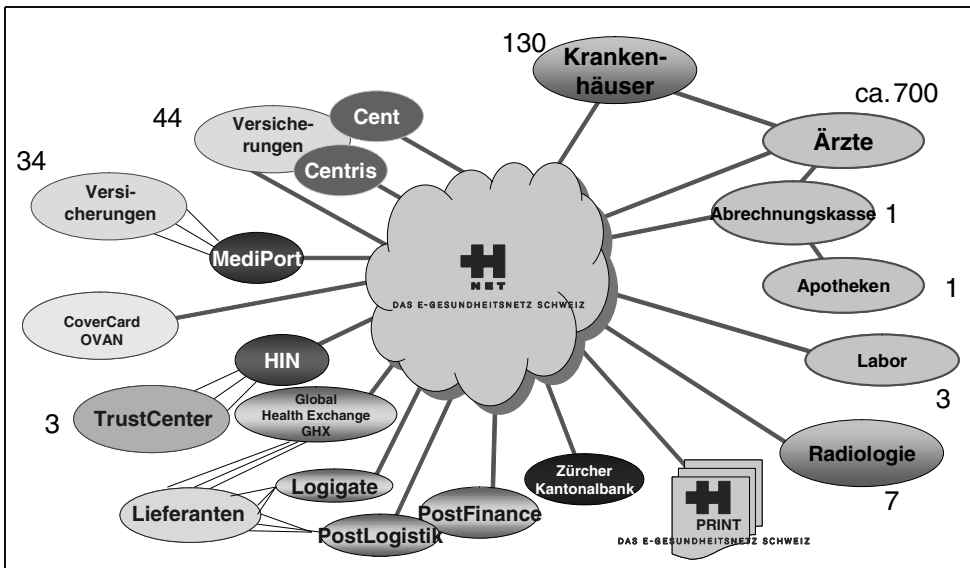 130
Kranken-
häuser
ca. 700
Ärzte
44
Versiche-
rungen
Cent
Centris
34
Versi-
cherungen
MediPort
Abrechnungskasse
1
H
NET
DAS E-GESUNDHEITSNETZ SCHWEIZ
Apotheken
1
CoverCard
OVAN
HIN
Labor
3
3
TrustCenter
Global
Health Exchange
GHX
Radiologie
7
Logigate
Lieferanten
PostLogistik
PostFinance
Zürcher
Kantonalbank
H
PRINT
DAS E-GESUNDHEITSNETZ SCHWEIZ